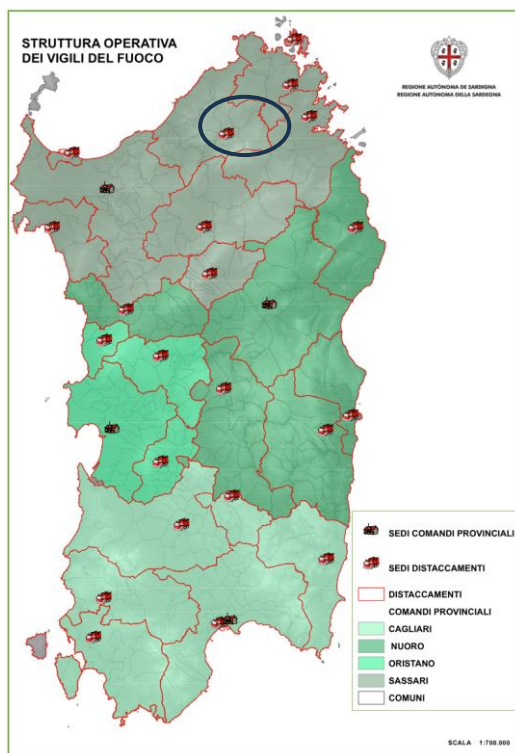 STRUTTURA OPERATIVA
DEI VIGILI DEL FUOCO
REGIONE AUTÒNOMA DE SARDIGNA
REGIONE AUTONOMA DELLA SARDEGNA
SEDI COMANDI PROVINCIALI
SEDI DISTACCAMENTI
DISTACCAMENTI
COMANDI PROVINCIALI
CAGLIARI
NUORO
ORISTANO
SASSARI
COMUNI
SCALA 1:700.000